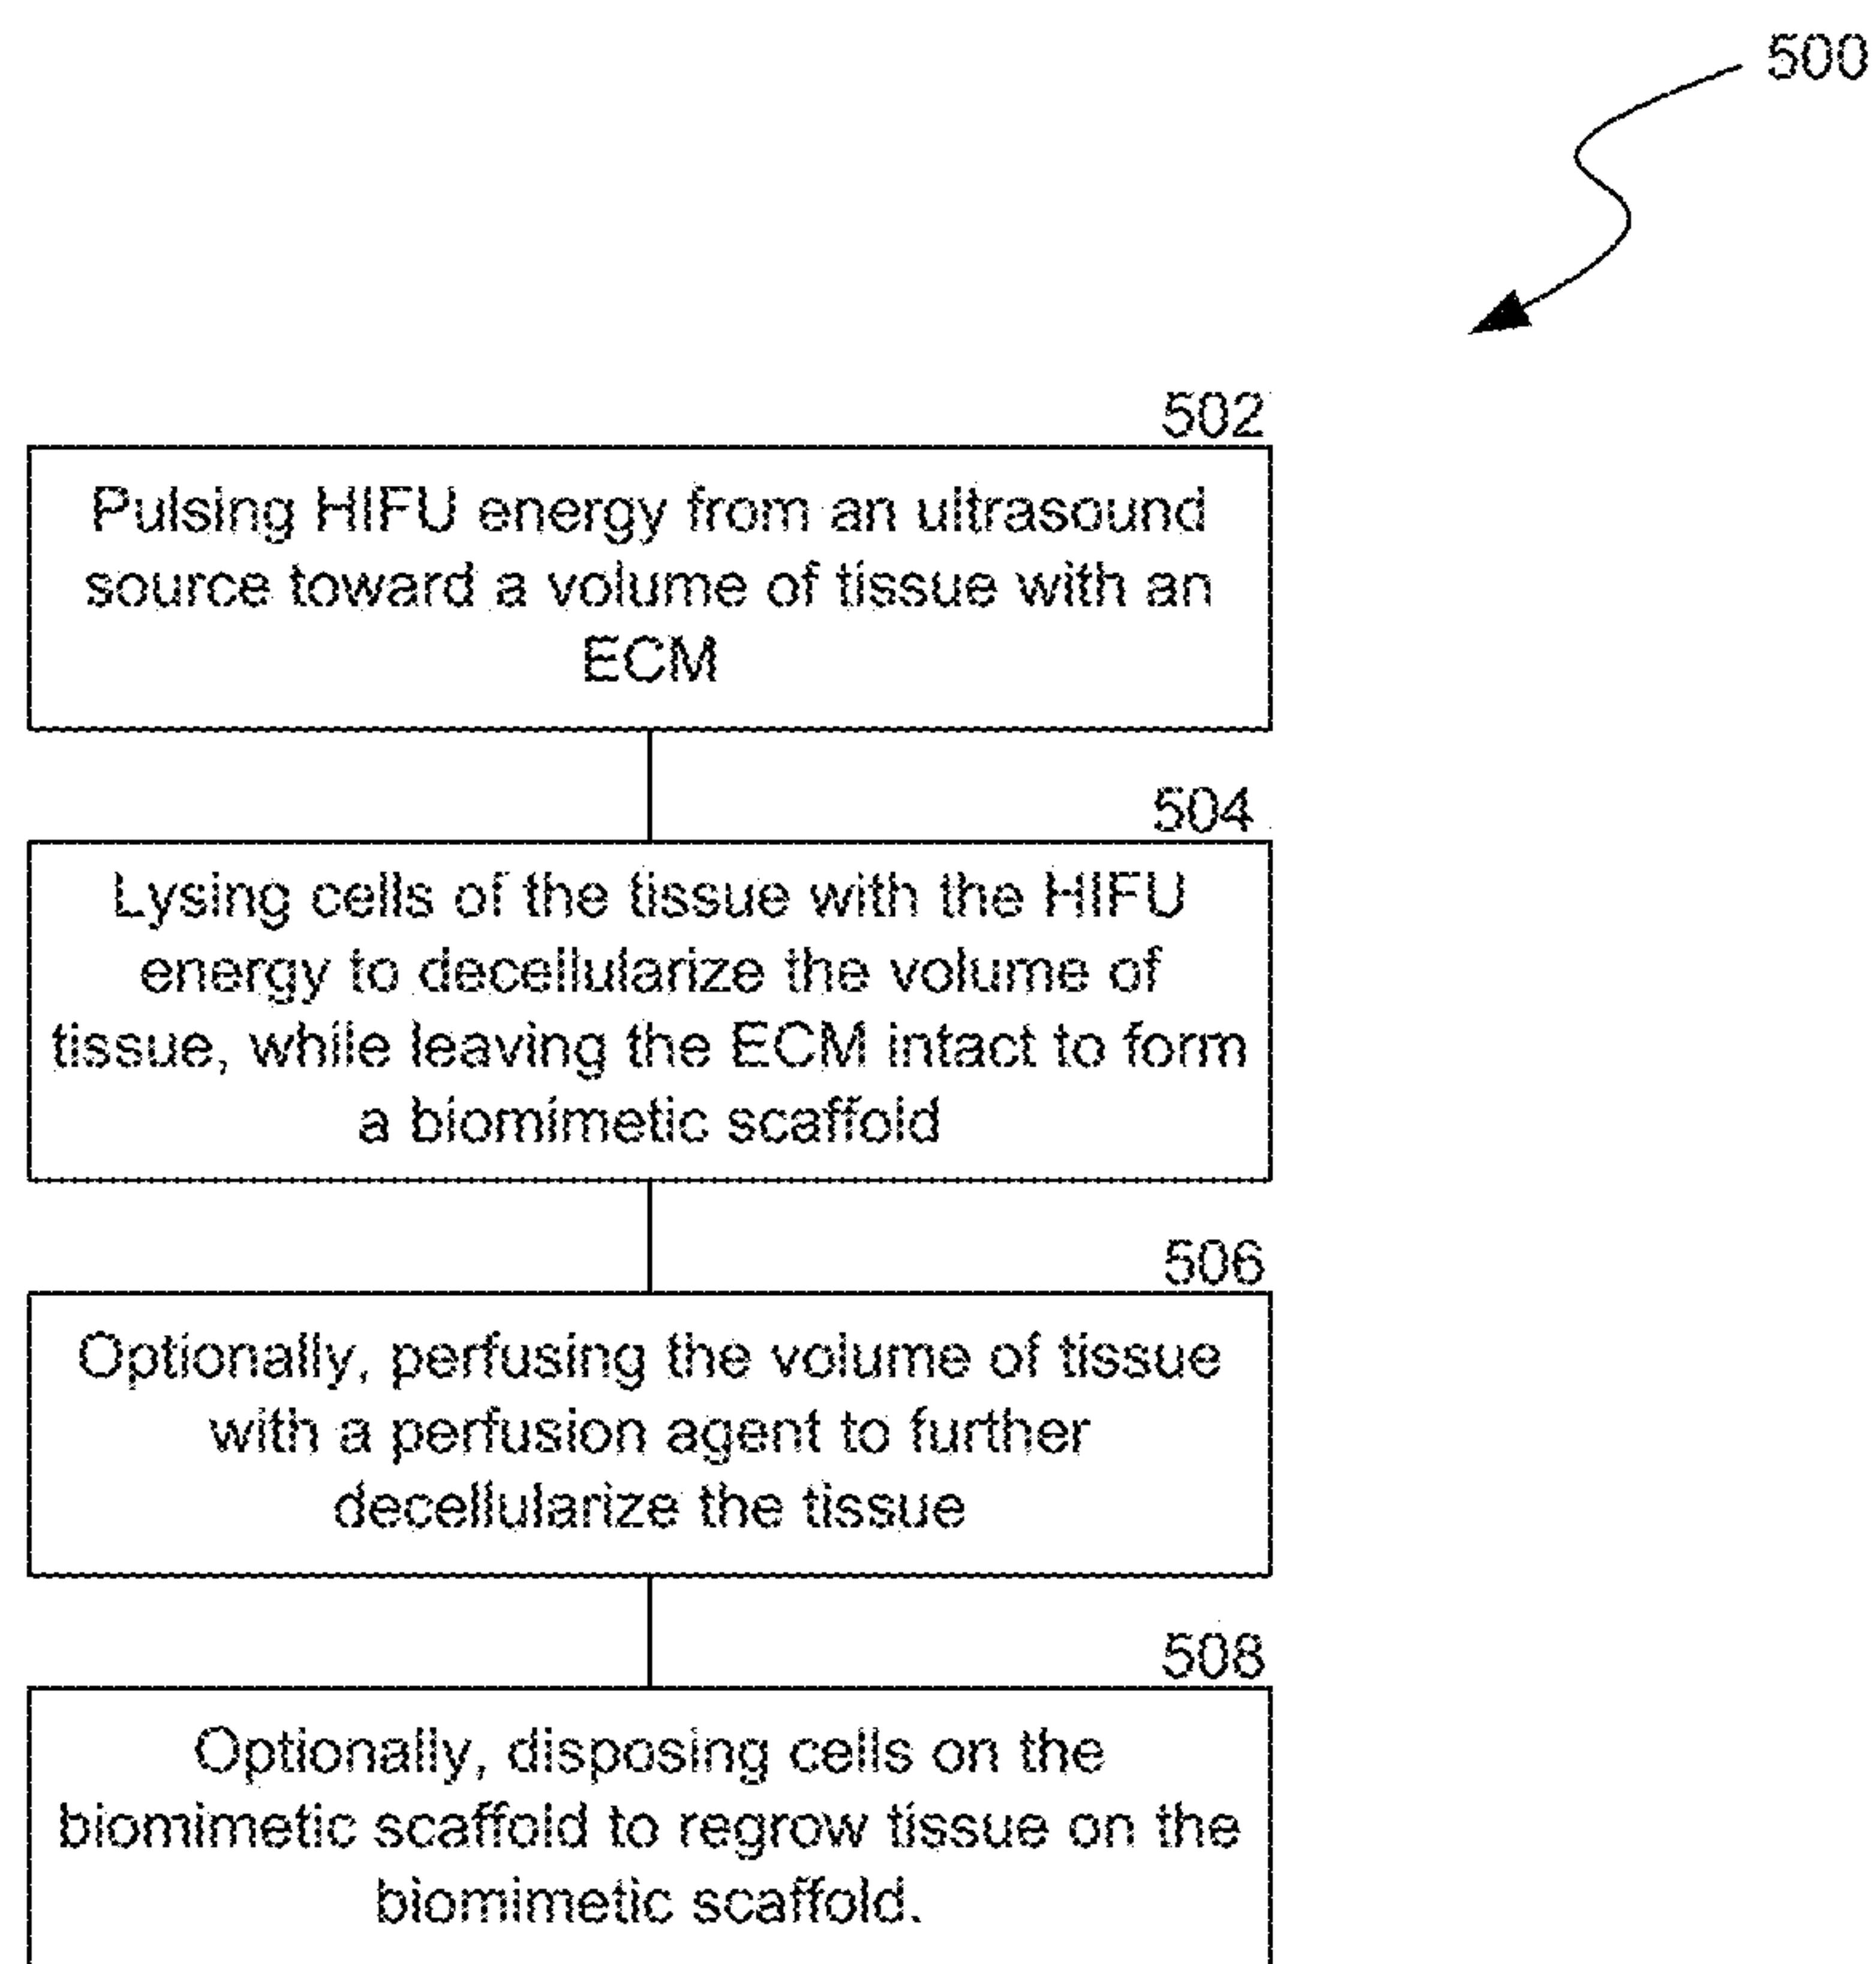 500
502
Pulsing HIFU energy from an ultrasound
source toward a volume of tissue with an
ECM
504
Lysing cells of the tissue with the HIFU
energy to decellularize the volume of
tissue, while leaving the ECM intact to form
a biomimetic scaffold
506
Optionally, perfusing the volume of tissue
with a perfusion agent to further
decellularize the tissue
508
Optionally, disposing cells on the
biomimetic scaffold to regrow tissue on the
biomimetic scaffold.